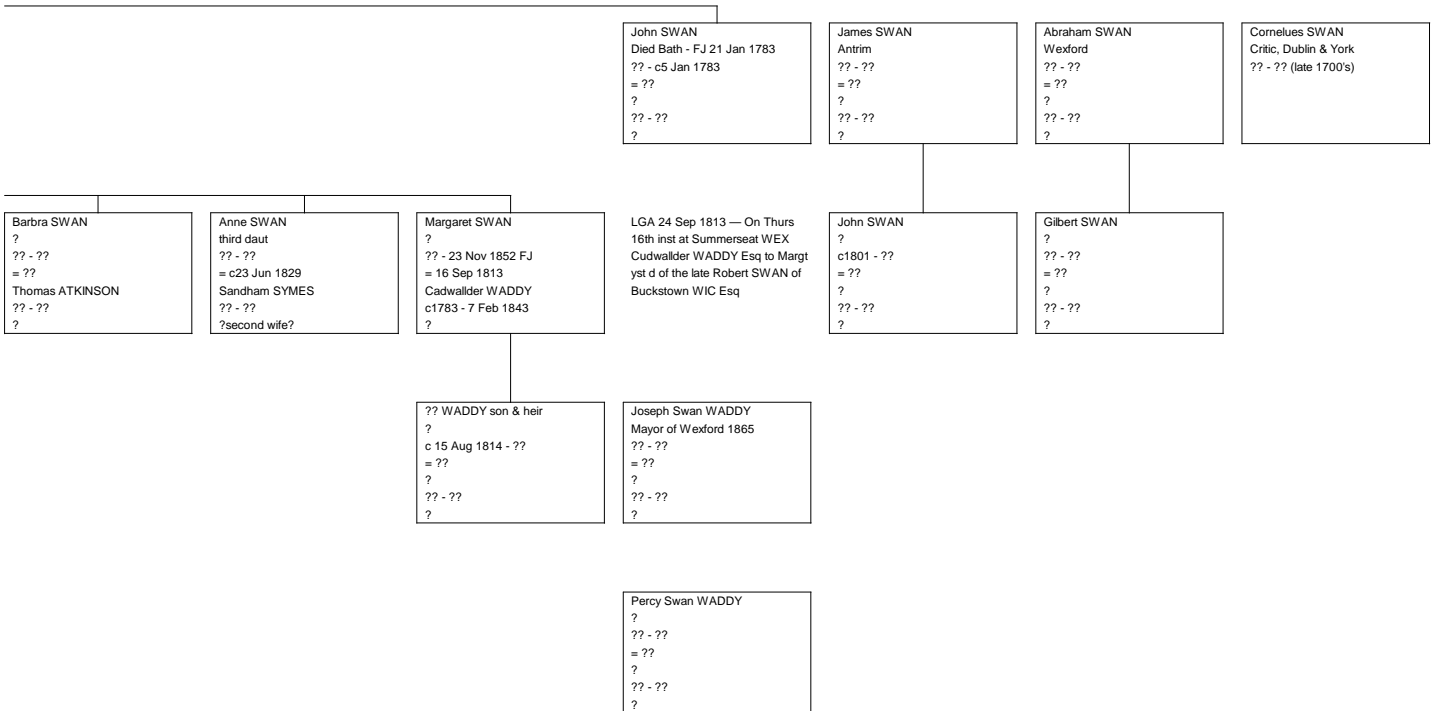 John SWAN
Died Bath - FJ 21 Jan 1783
?? - c5 Jan 1783
= ??
?
?? - ??
?
James SWAN
Antrim
?? - ??
= ??
?
?? - ??
?
Abraham SWAN
Wexford
?? - ??
= ??
?
?? - ??
?
Cornelues SWAN
Critic, Dublin & York
?? - ?? (late 1700's)
Barbra SWAN
?
?? - ??
= ??
Thomas ATKINSON
?? - ??
?
Anne SWAN
third daut
?? - ??
= c23 Jun 1829
Sandham SYMES
?? - ??
?second wife?
Margaret SWAN
?
?? - 23 Nov 1852 FJ
= 16 Sep 1813
Cadwallder WADDY
c1783 - 7 Feb 1843
?
LGA 24 Sep 1813 — On Thurs
16th inst at Summerseat WEX
Cudwallder WADDY Esq to Margt
yst d of the late Robert SWAN of
Buckstown WIC Esq
John SWAN
?
c1801 - ??
= ??
?
?? - ??
?
Gilbert SWAN
?
?? - ??
= ??
?
?? - ??
?
?? WADDY son & heir
?
c 15 Aug 1814 - ??
= ??
?
?? - ??
?
Joseph Swan WADDY
Mayor of Wexford 1865
?? - ??
= ??
?
?? - ??
?
Percy Swan WADDY
?
?? - ??
= ??
?
?? - ??
?